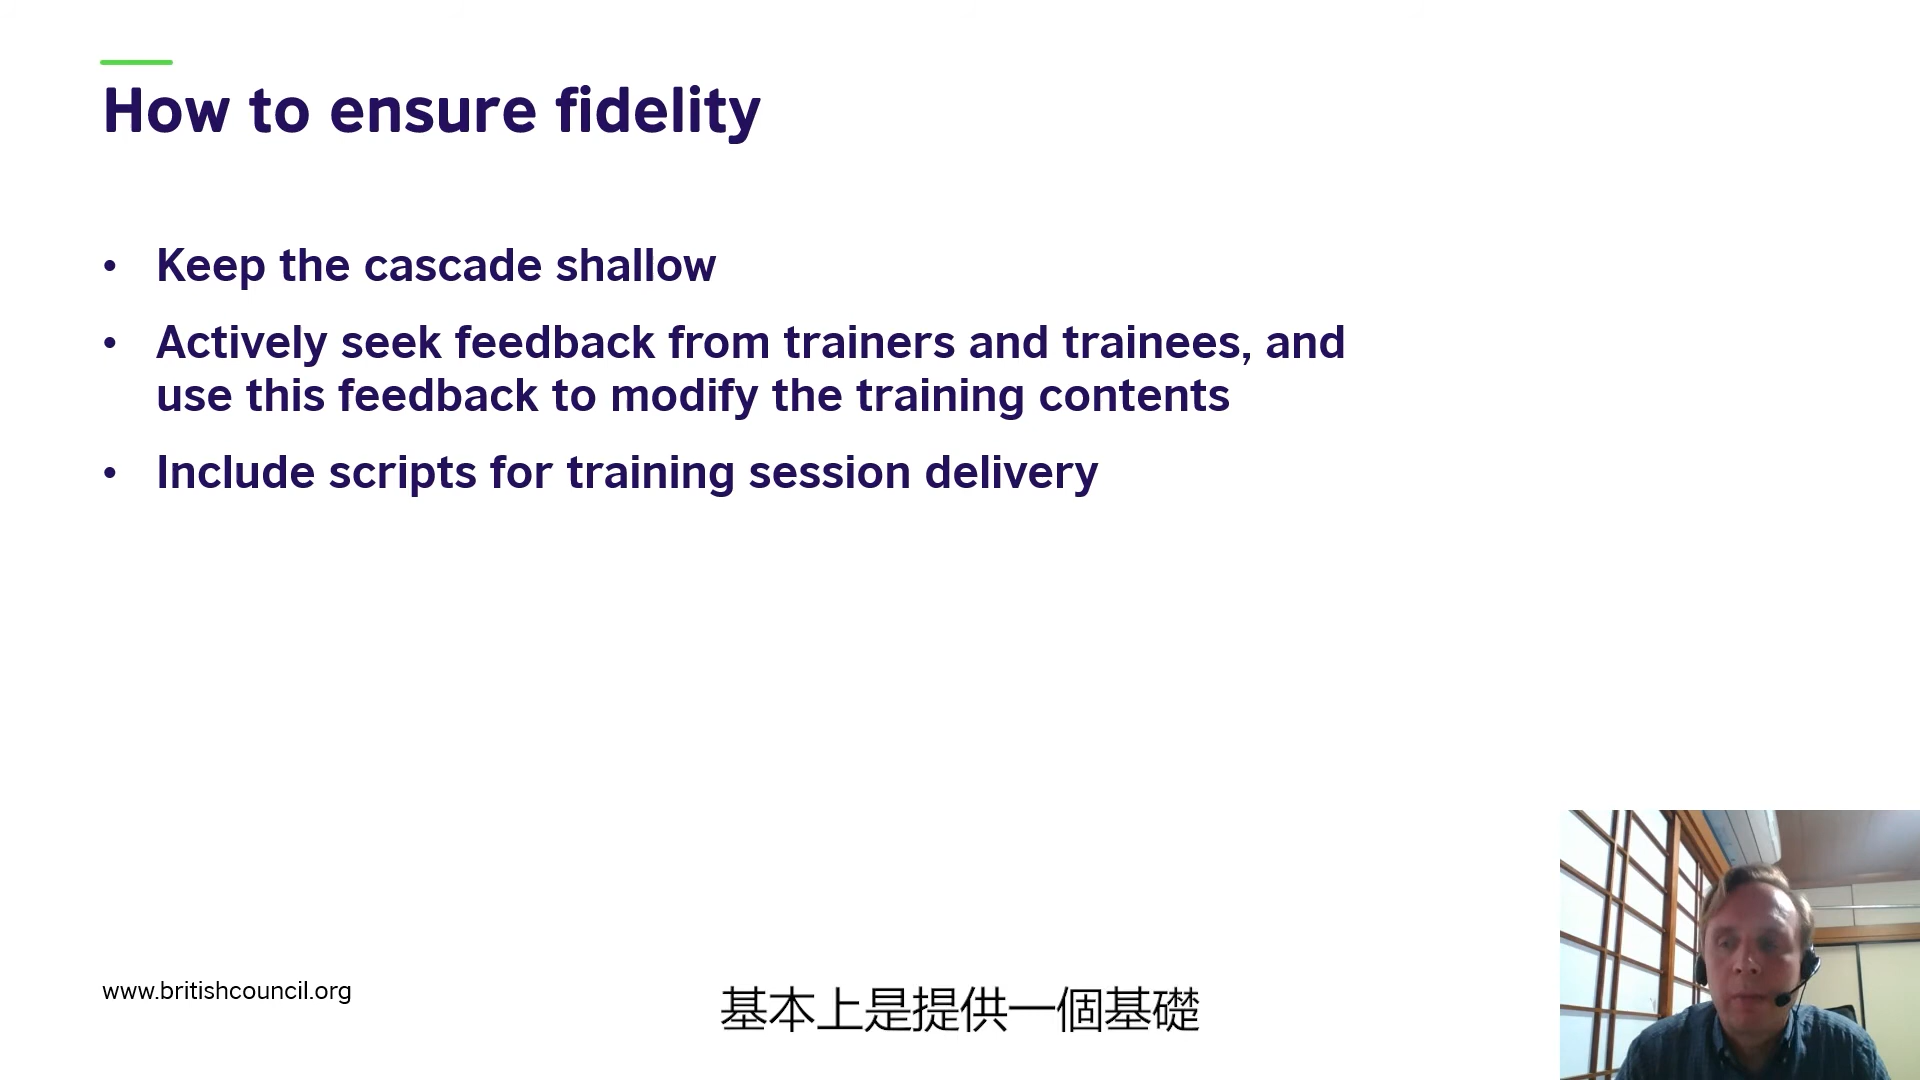 How to ensure fidelity
• Keep the cascade shallow
• Actively seek feedback from trainers and trainees, and
use this feedback to modify the training contents
• Include scripts for training session delivery
www.britishcouncil.org
基本上是提供一個基礎